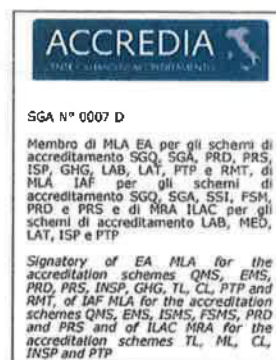 ACCREDIA
L'ENTE ITALIANO DI ACCREDITAMENTO
SGA N° 0007 D
Membro di MLA EA per gli schemi di
accreditamento SGQ, SGA, PRD, PRS,
ISP, GHG, LAB, LAT, PTP e RMT, di
MLA IAF per gli schemi di
accreditamento SGQ, SGA, SSI, FSM,
PRD e PRS e di MRA ILAC per gli
schemi di accreditamento LAB, MED,
LAT, ISP e PTP
Signatory of EA MLA for the
accreditation schemes QMS, EMS,
PRD, PRS, INSP, GHG, TL, CL, PTP and
RMT, of IAF MLA for the accreditation
schemes QMS, EMS, ISMS, FSMS, PRD
and PRS and of ILAC MRA for the
accreditation schemes TL, ML, CL,
INSP and PTP